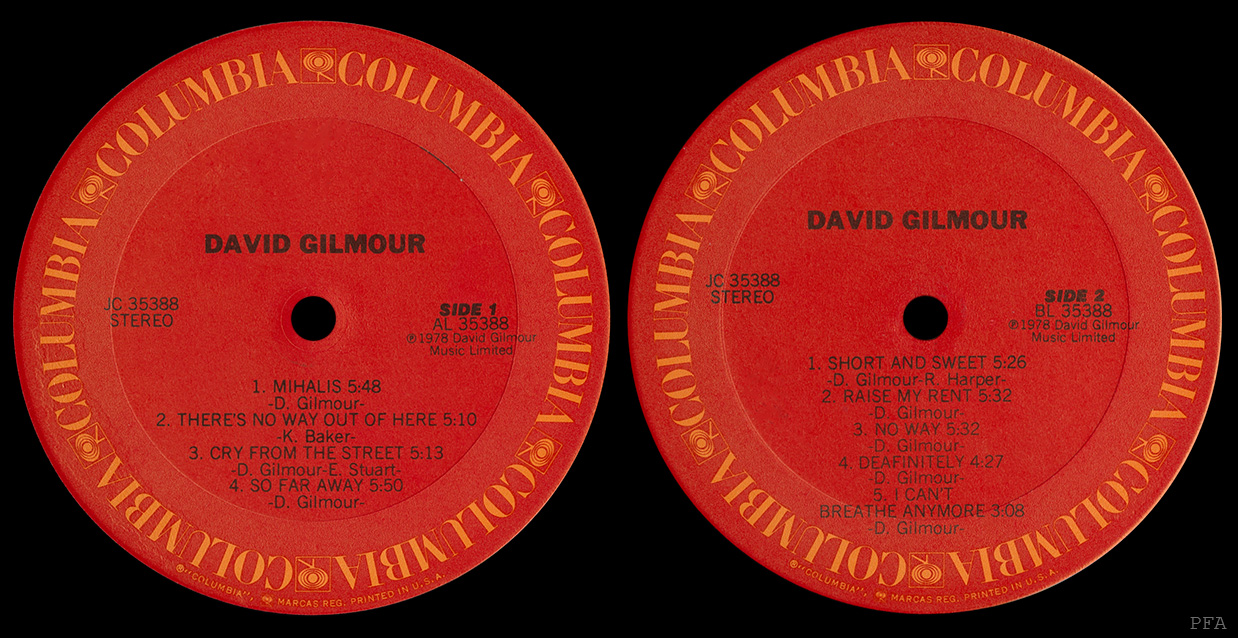 COLUMBIA COLUMBIA COLUMBIA COLUMBIA COLUMBIA COLUMBIA
DAVID GILMOUR
JC 35388
STEREO
SIDE 1
AL 35388
℗©1978 David Gilmour
Music Limited
1. MIHALIS 5:48
-D. Gilmour-
2. THERE'S NO WAY OUT OF HERE 5:10
-K. Baker-
3. CRY FROM THE STREET 5:13
-D. Gilmour-E. Stuart-
4. SO FAR AWAY 5:50
-D. Gilmour-
®"COLUMBIA", MARCAS REG. PRINTED IN U.S.A.
COLUMBIA COLUMBIA COLUMBIA COLUMBIA COLUMBIA COLUMBIA
DAVID GILMOUR
JC 35388
STEREO
SIDE 2
BL 35388
℗©1978 David Gilmour
Music Limited
1. SHORT AND SWEET 5:26
-D. Gilmour-R. Harper-
2. RAISE MY RENT 5:32
-D. Gilmour-
3. NO WAY 5:32
-D. Gilmour-
4. DEAFINITELY 4:27
-D. Gilmour-
5. I CAN'T
BREATHE ANYMORE 3:08
-D. Gilmour-
®"COLUMBIA", MARCAS REG. PRINTED IN U.S.A.
PFA